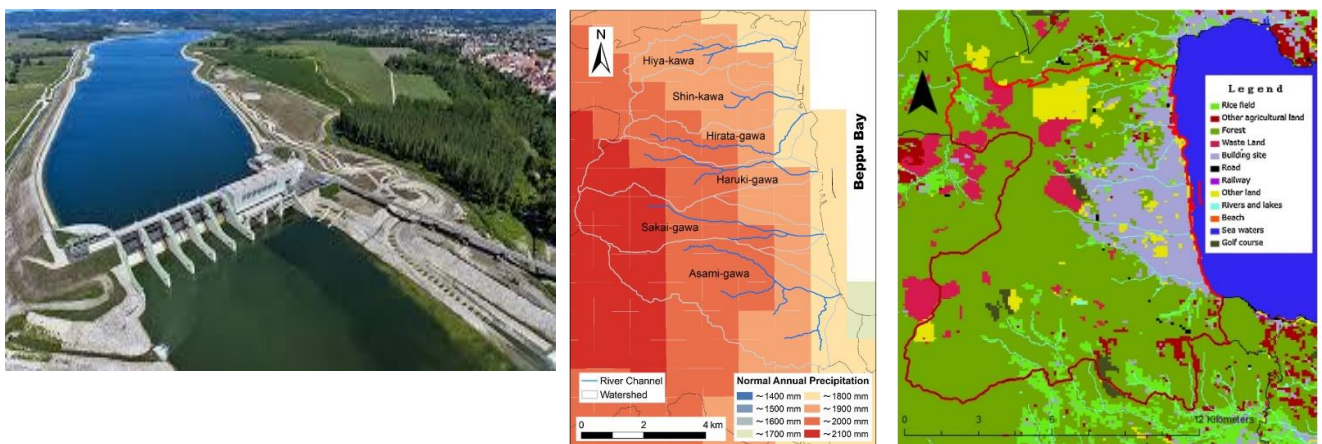 N
Hiya-kawa
Shin-kawa
Hirata-gawa
Haruki-gawa
Sakai-gawa
Asami-gawa
Beppu Bay
River Channel
Watershed
0 2 4 km
Normal Annual Precipitation
~1400 mm
~1500 mm
~1600 mm
~1700 mm
~1800 mm
~1900 mm
~2000 mm
~2100 mm
N
Legend
Rice field
Other agricultural land
Forest
Waste Land
Building site
Road
Railway
Other land
Rivers and lakes
Beach
Sea waters
Golf course
0 3 6 12 Kilometers